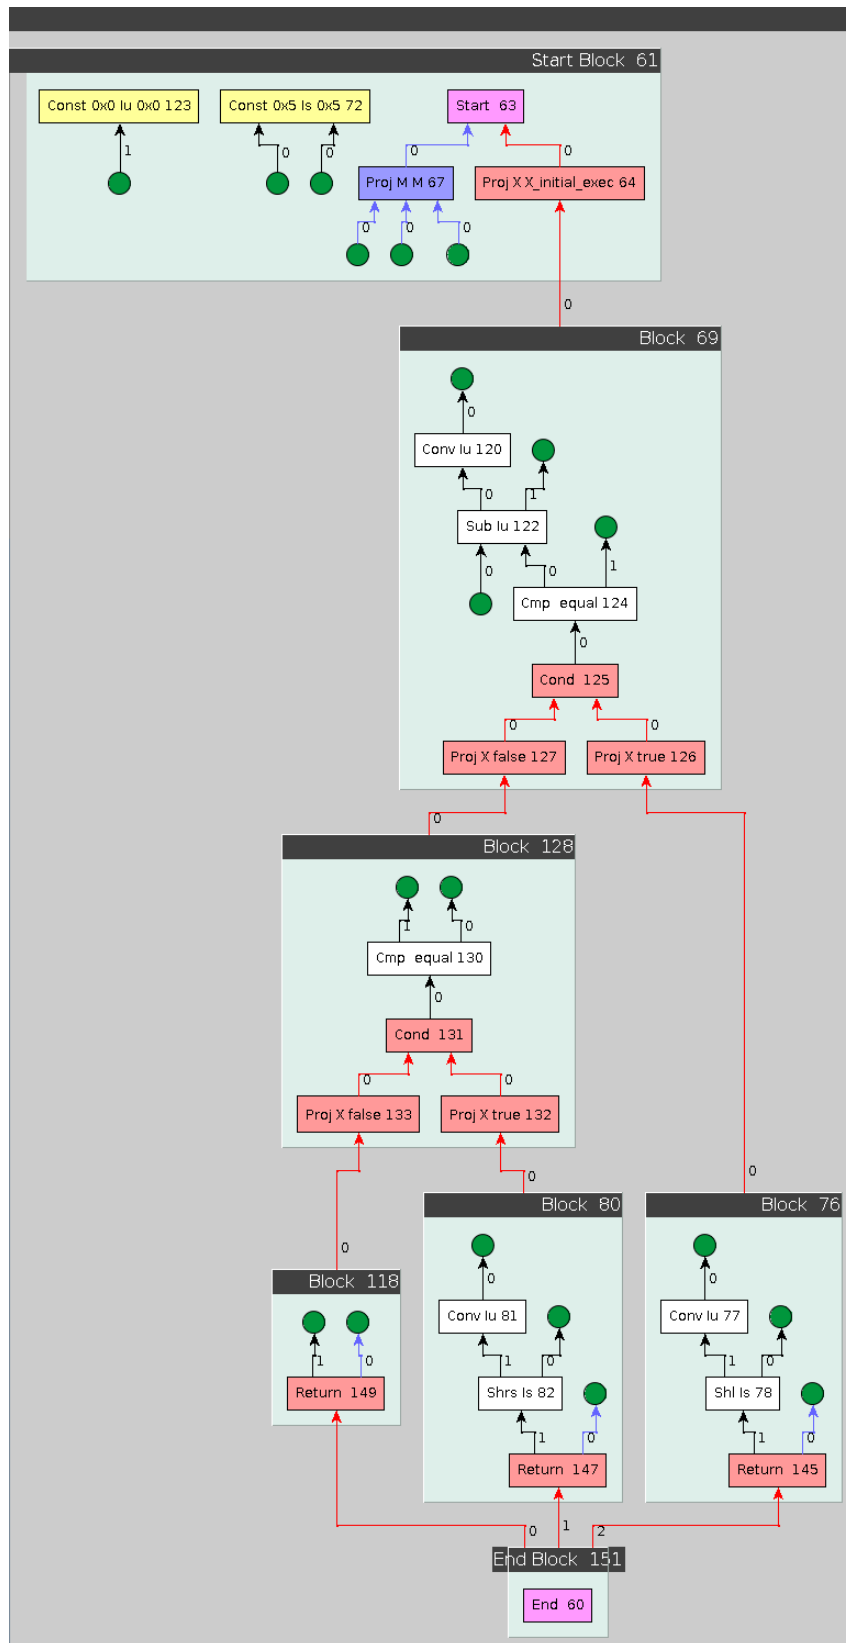 Start Block 61
Const 0x0 Iu 0x0 123
Const 0x5 Is 0x5 72
Start 63
1
0
0
0
0
Proj M M 67
Proj X X_initial_exec 64
0
0
0
0
Block 69
0
Conv Iu 120
0
1
Sub Iu 122
0
0
1
Cmp equal 124
0
Cond 125
0
0
Proj X false 127
Proj X true 126
0
Block 128
1
0
Cmp equal 130
0
Cond 131
0
0
Proj X false 133
Proj X true 132
0
0
Block 80
Block 76
0
Block 118
0
0
Conv Iu 81
Conv Iu 77
1
0
1
0
1
0
Return 149
Shrs Is 82
Shl Is 78
1
0
1
0
Return 147
Return 145
0
1
2
End Block 151
End 60